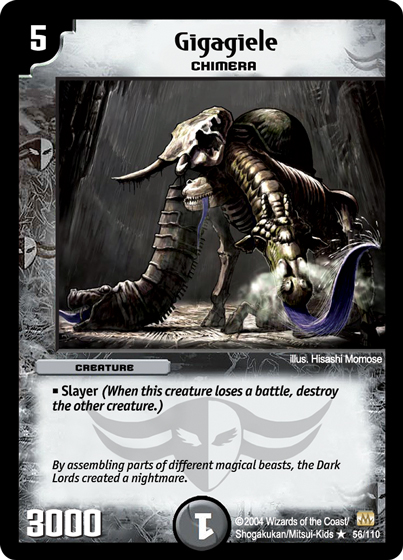 5
Gigagiele
CHIMERA
illus. Hisashi Momose
CREATURE
▪ Slayer (When this creature loses a battle, destroy
the other creature.)
By assembling parts of different magical beasts, the Dark
Lords created a nightmare.
3000
1
©2004 Wizards of the Coast/
Shogakukan/Mitsui-Kids ★ 56/110